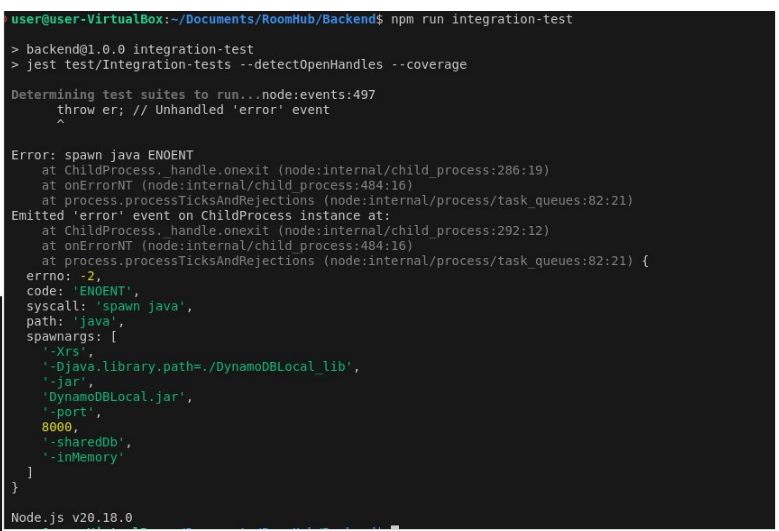 user@user-VirtualBox:~/Documents/RoomHub/Backend$ npm run integration-test
> backend@1.0.0 integration-test
> jest test/Integration-tests --detectOpenHandles --coverage
Determining test suites to run...node:events:497
throw er; // Unhandled 'error' event
^
Error: spawn java ENOENT
at ChildProcess._handle.onexit (node:internal/child_process:286:19)
at onErrorNT (node:internal/child_process:484:16)
at process.processTicksAndRejections (node:internal/process/task_queues:82:21)
Emitted 'error' event on ChildProcess instance at:
at ChildProcess._handle.onexit (node:internal/child_process:292:12)
at onErrorNT (node:internal/child_process:484:16)
at process.processTicksAndRejections (node:internal/process/task_queues:82:21) {
errno: -2,
code: 'ENOENT',
syscall: 'spawn java',
path: 'java',
spawnargs: [
'-Xrs',
'-Djava.library.path=./DynamoDBLocal_lib',
'-jar',
'DynamoDBLocal.jar',
'-port',
8000,
'-sharedDb',
'-inMemory'
]
}
Node.js v20.18.0